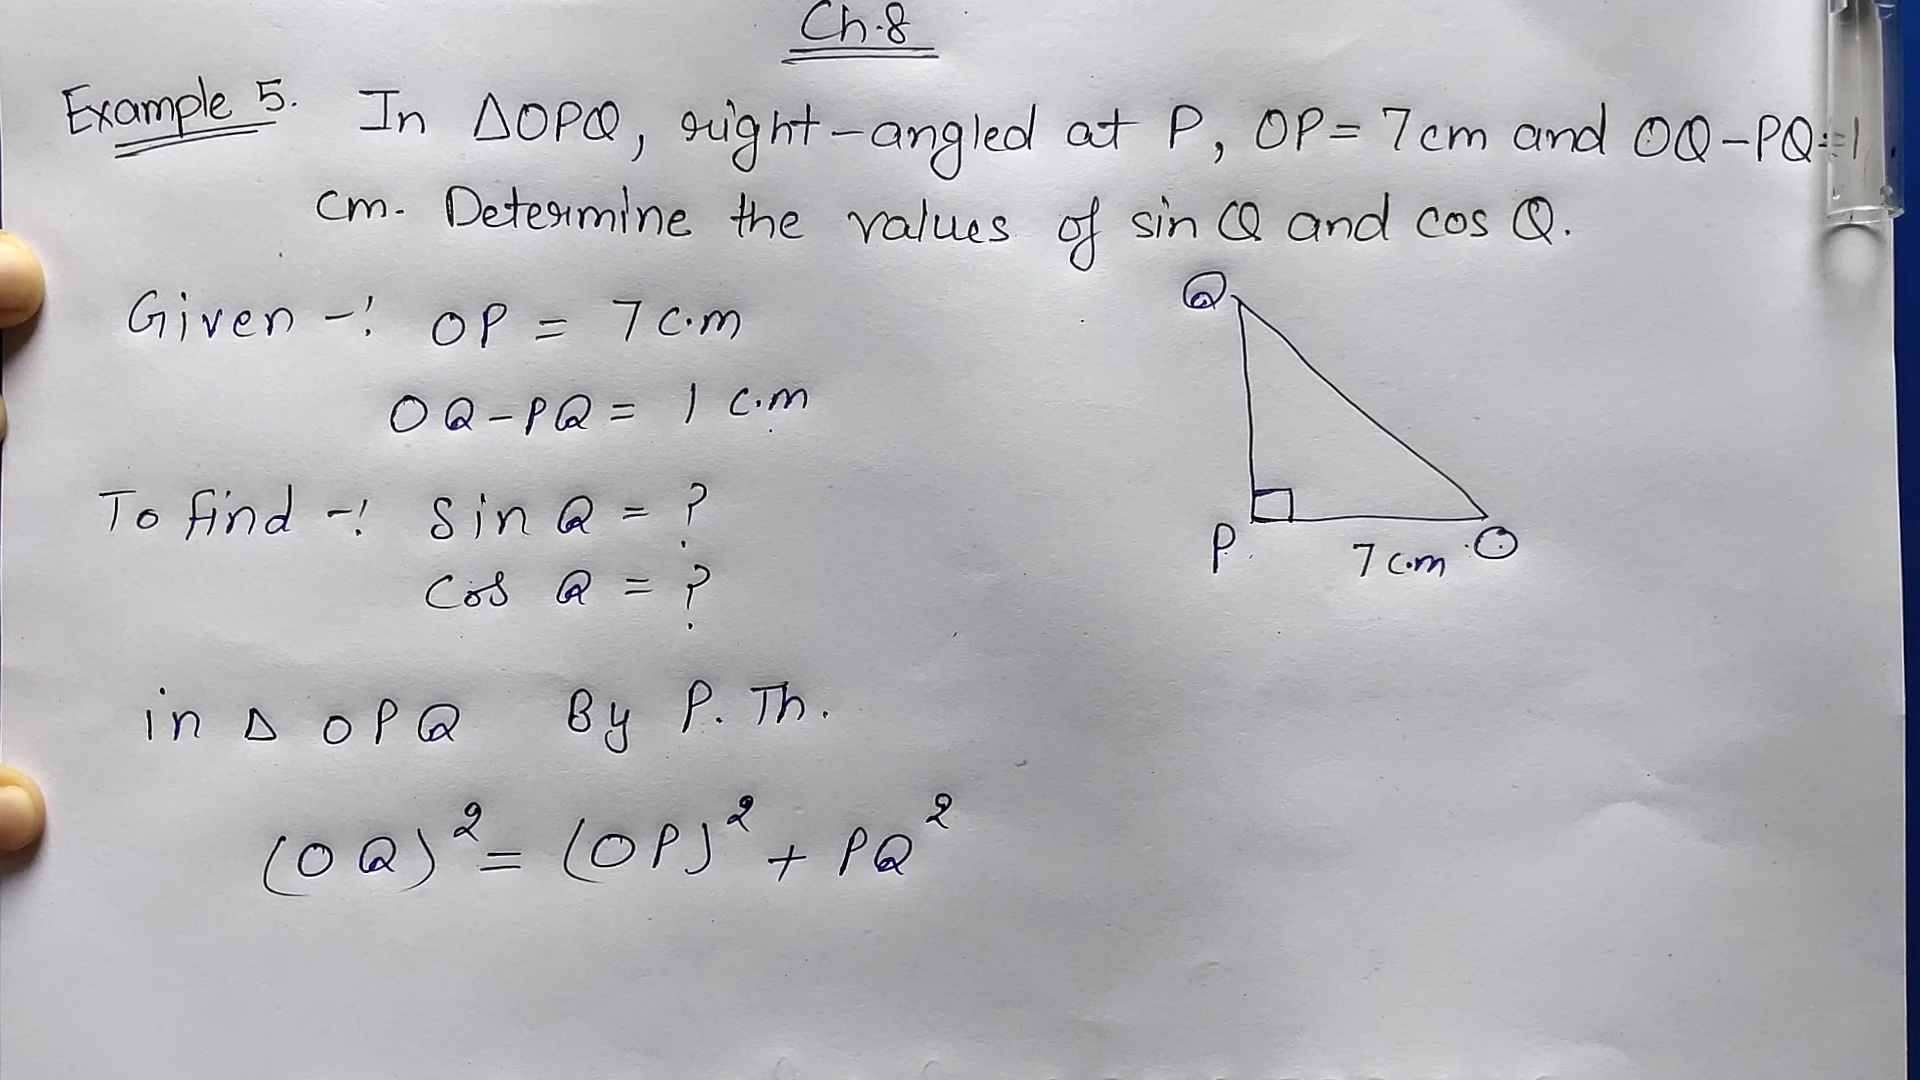 Ch.8
Example 5. In ΔOPQ, right-angled at P, OP = 7cm and OQ-PQ=1
cm. Determine the values of sin Q and cos Q.
Given -! OP = 7 c.m
OQ-PQ = 1 c.m
To find -! Sin Q = ?
Cos Q = ?
Q
P
7 c.m
O
in Δ OPQ By P. Th.
(OQ)² = (OP)² + PQ²